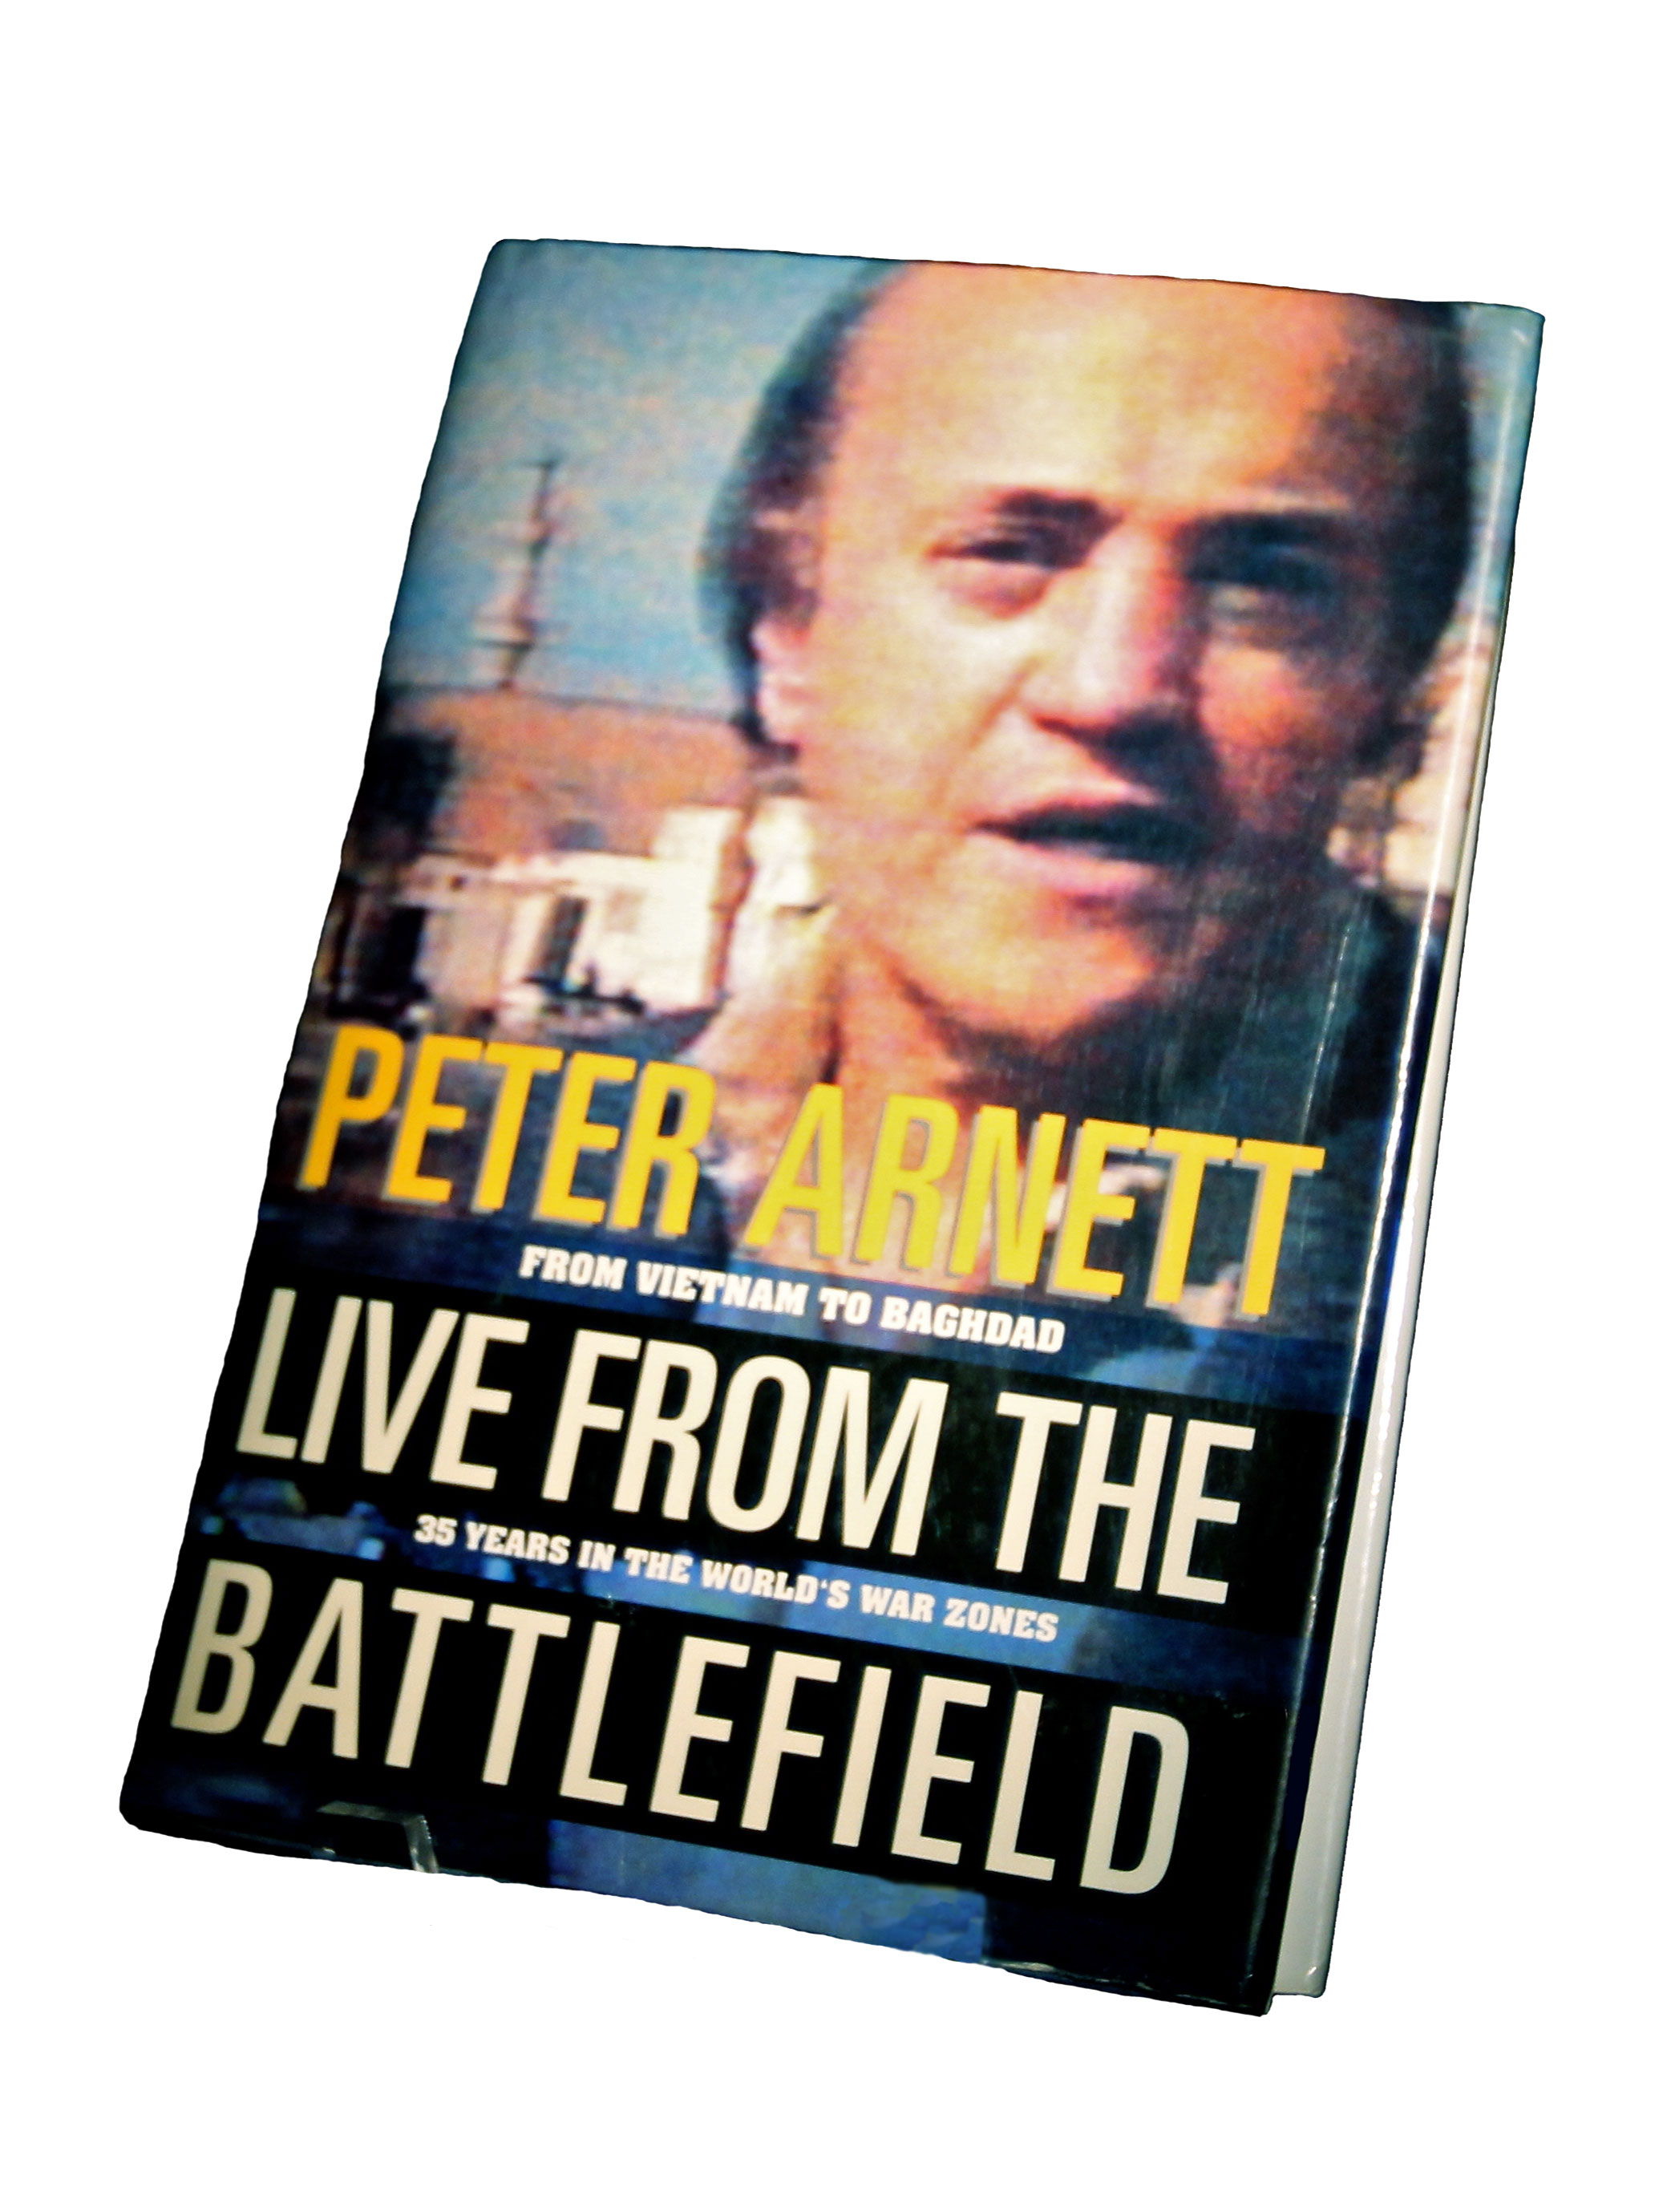 PETER ARNETT
FROM VIETNAM TO BAGHDAD
LIVE FROM THE
35 YEARS IN THE WORLD'S WAR ZONES
BATTLEFIELD